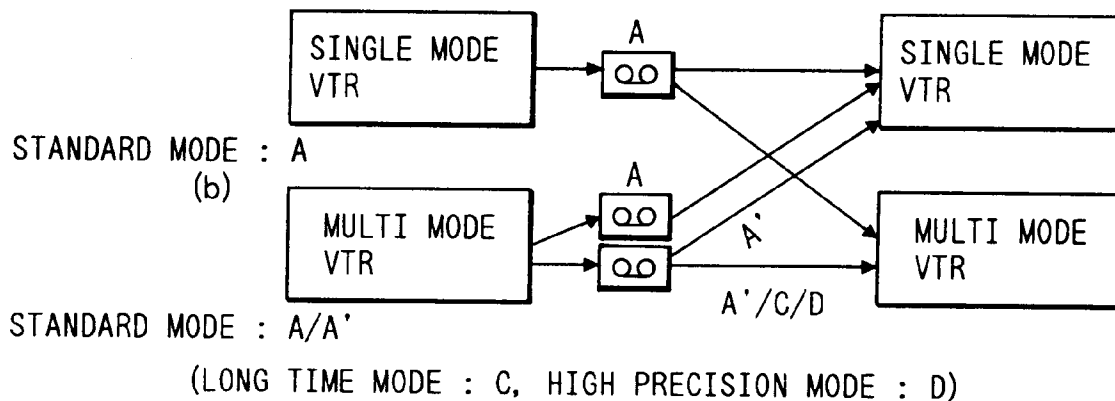 A
SINGLE MODE
VTR
SINGLE MODE
VTR
STANDARD MODE : A
(b)
A
MULTI MODE
VTR
A'
MULTI MODE
VTR
A'/C/D
STANDARD MODE : A/A'
(LONG TIME MODE : C, HIGH PRECISION MODE : D)